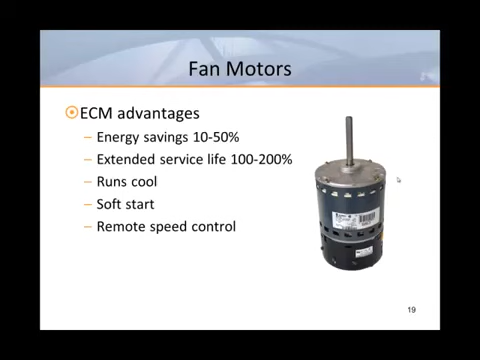 Fan Motors
ECM advantages
– Energy savings 10-50%
– Extended service life 100-200%
– Runs cool
– Soft start
– Remote speed control
19